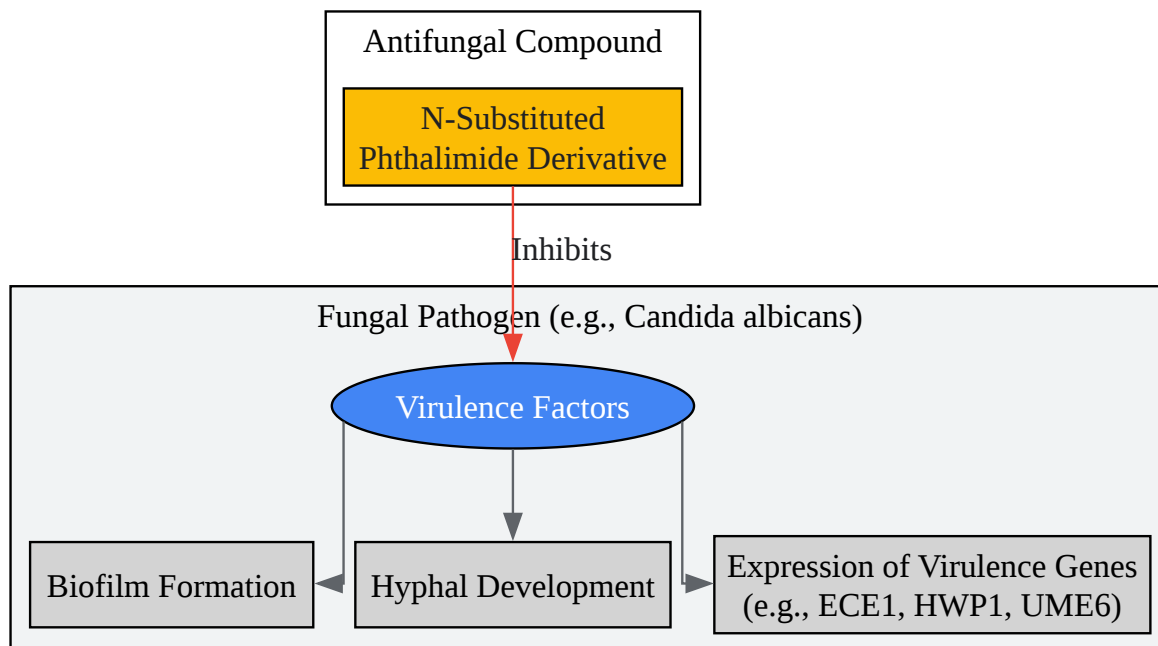 Antifungal Compound
N-Substituted
Phthalimide Derivative
Inhibits
Fungal Pathogen (e.g., Candida albicans)
Virulence Factors
Biofilm Formation
Hyphal Development
Expression of Virulence Genes
(e.g., ECE1, HWP1, UME6)